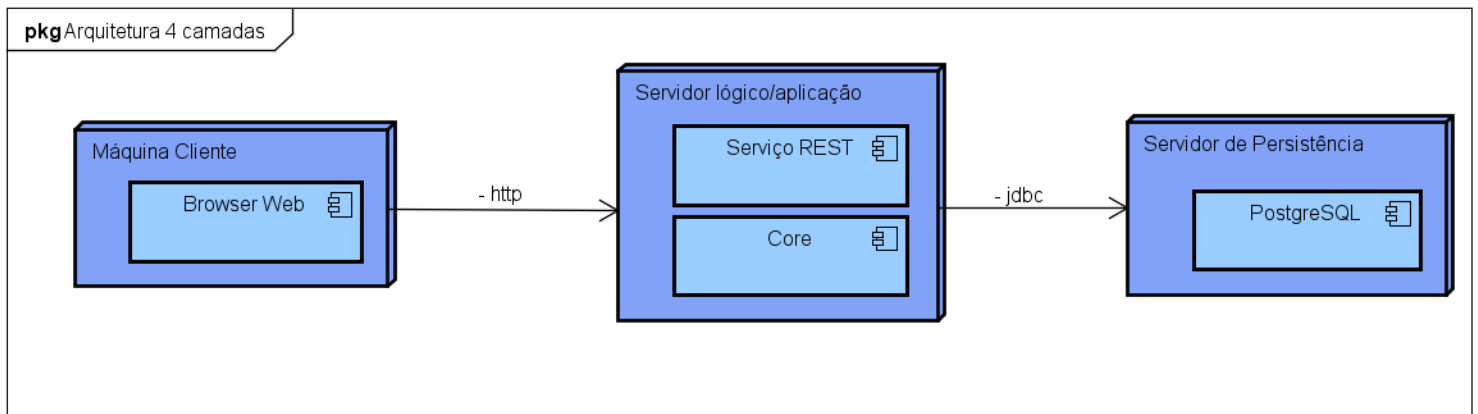 pkg Arquitetura 4 camadas
Máquina Cliente
Browser Web
- http
Servidor lógico/aplicação
Serviço REST
Core
- jdbc
Servidor de Persistência
PostgreSQL